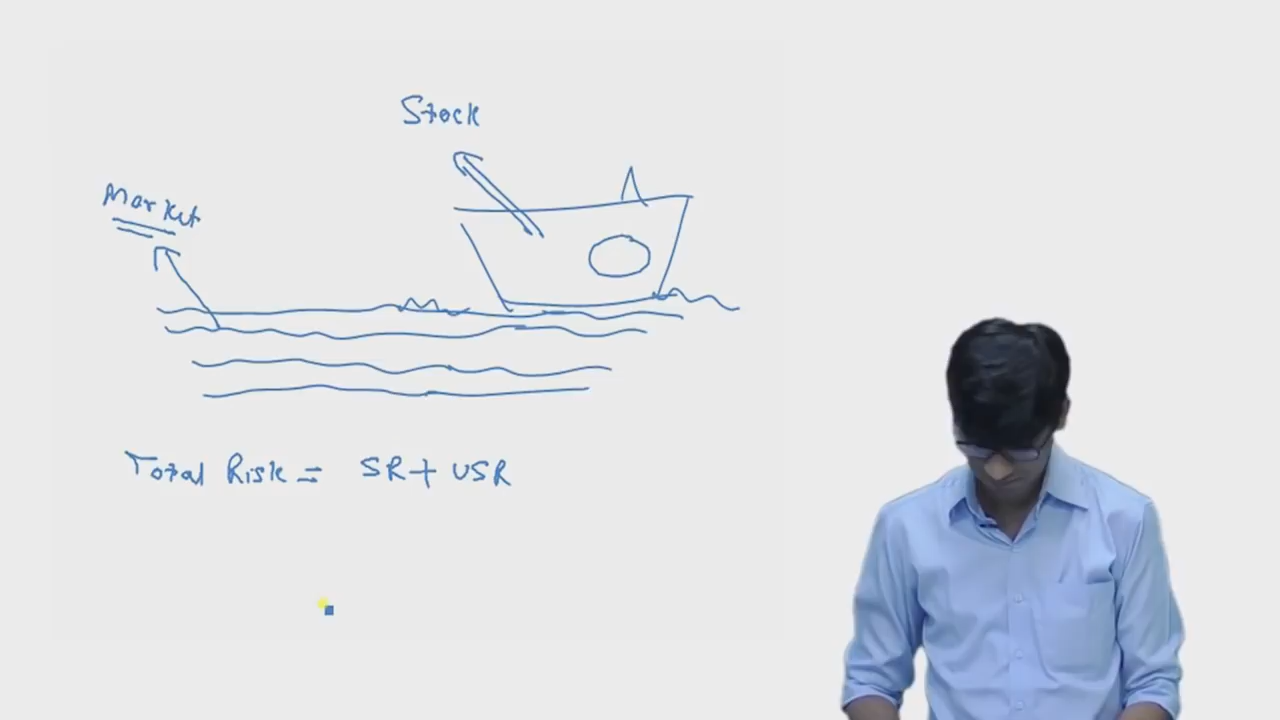 Stock
Market
Total Risk = SR + USR